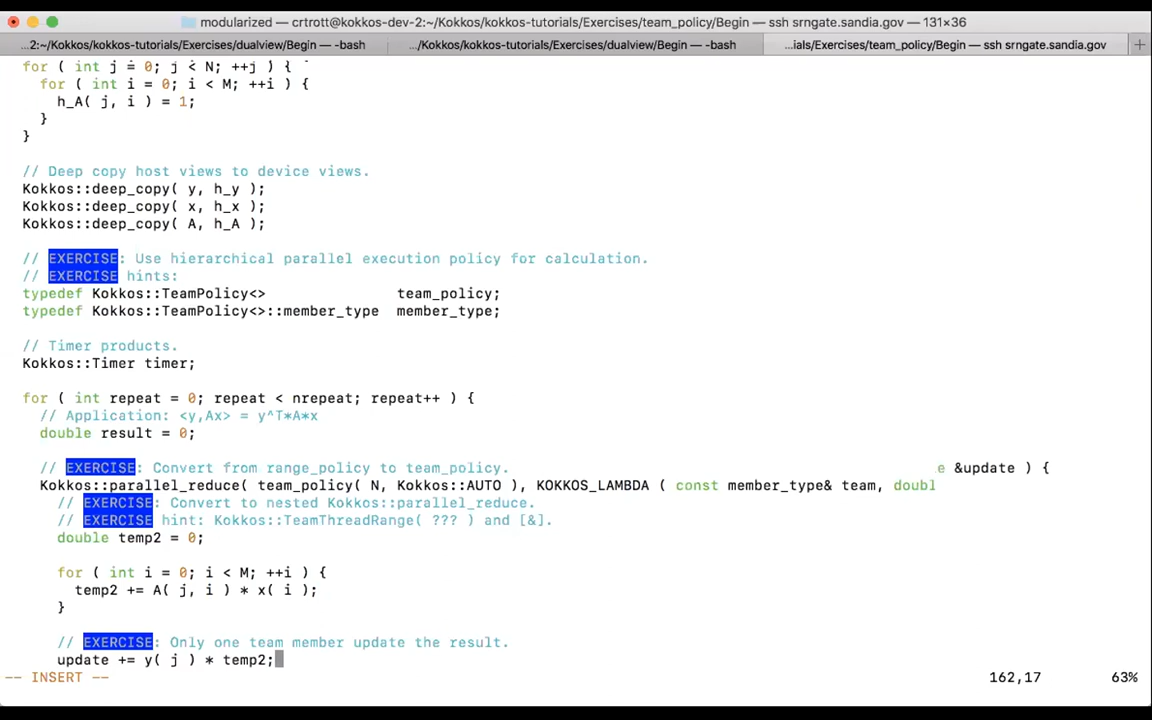 modularized — crtrott@kokkos-dev-2:~/Kokkos/kokkos-tutorials/Exercises/team_policy/Begin — ssh srngate.sandia.gov — 131×36
...2:~/Kokkos/kokkos-tutorials/Exercises/dualview/Begin — -bash
.../Kokkos/kokkos-tutorials/Exercises/dualview/Begin — -bash
...ials/Exercises/team_policy/Begin — ssh srngate.sandia.gov
for ( int j = 0; j < N; ++j ) {
for ( int i = 0; i < M; ++i ) {
h_A( j, i ) = 1;
}
}
// Deep copy host views to device views.
Kokkos::deep_copy( y, h_y );
Kokkos::deep_copy( x, h_x );
Kokkos::deep_copy( A, h_A );
// EXERCISE: Use hierarchical parallel execution policy for calculation.
// EXERCISE hints:
typedef Kokkos::TeamPolicy<> team_policy;
typedef Kokkos::TeamPolicy<>::member_type member_type;
// Timer products.
Kokkos::Timer timer;
for ( int repeat = 0; repeat < nrepeat; repeat++ ) {
// Application: <y,Ax> = y^T*A*x
double result = 0;
// EXERCISE: Convert from range_policy to team_policy.
e &update ) {
Kokkos::parallel_reduce( team_policy( N, Kokkos::AUTO ), KOKKOS_LAMBDA ( const member_type& team, doubl
// EXERCISE: Convert to nested Kokkos::parallel_reduce.
// EXERCISE hint: Kokkos::TeamThreadRange( ??? ) and [&].
double temp2 = 0;
for ( int i = 0; i < M; ++i ) {
temp2 += A( j, i ) * x( i );
}
// EXERCISE: Only one team member update the result.
update += y( j ) * temp2;
-- INSERT -- 162,17 63%